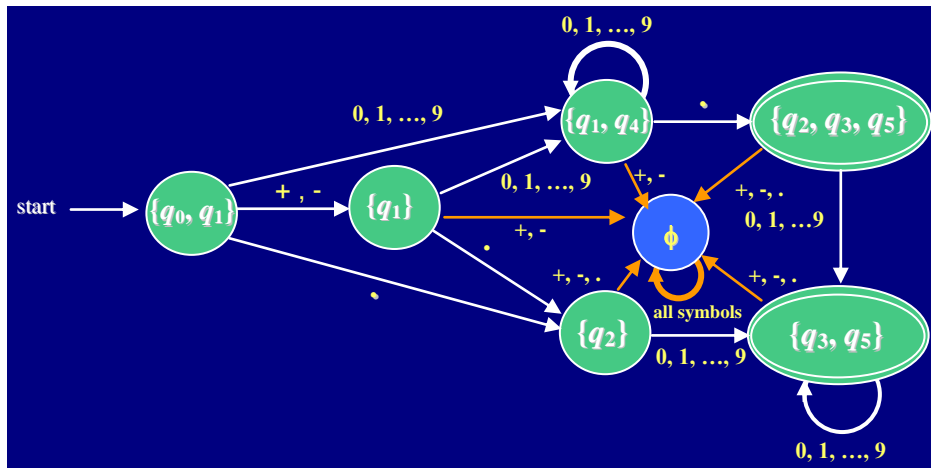 0, 1, …, 9
0, 1, …, 9
{q1, q4}
.
{q2, q3, q5}
start
{q0, q1}
+ , -
{q1}
0, 1, …, 9
+, -
+, -, .
0, 1, …9
+, -
ϕ
.
.
+, -, .
+, -, .
all symbols
{q2}
0, 1, …, 9
{q3, q5}
0, 1, …, 9